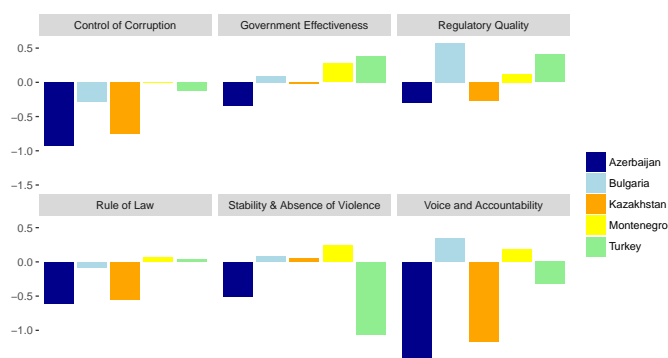 Control of Corruption Government Effectiveness Regulatory Quality
0.5
0.0
−0.5
−1.0
−1.5
Rule of Law Stability & Absence of Violence Voice and Accountability
0.5
0.0
−0.5
−1.0
Azerbaijan
Bulgaria
Kazakhstan
Montenegro
Turkey